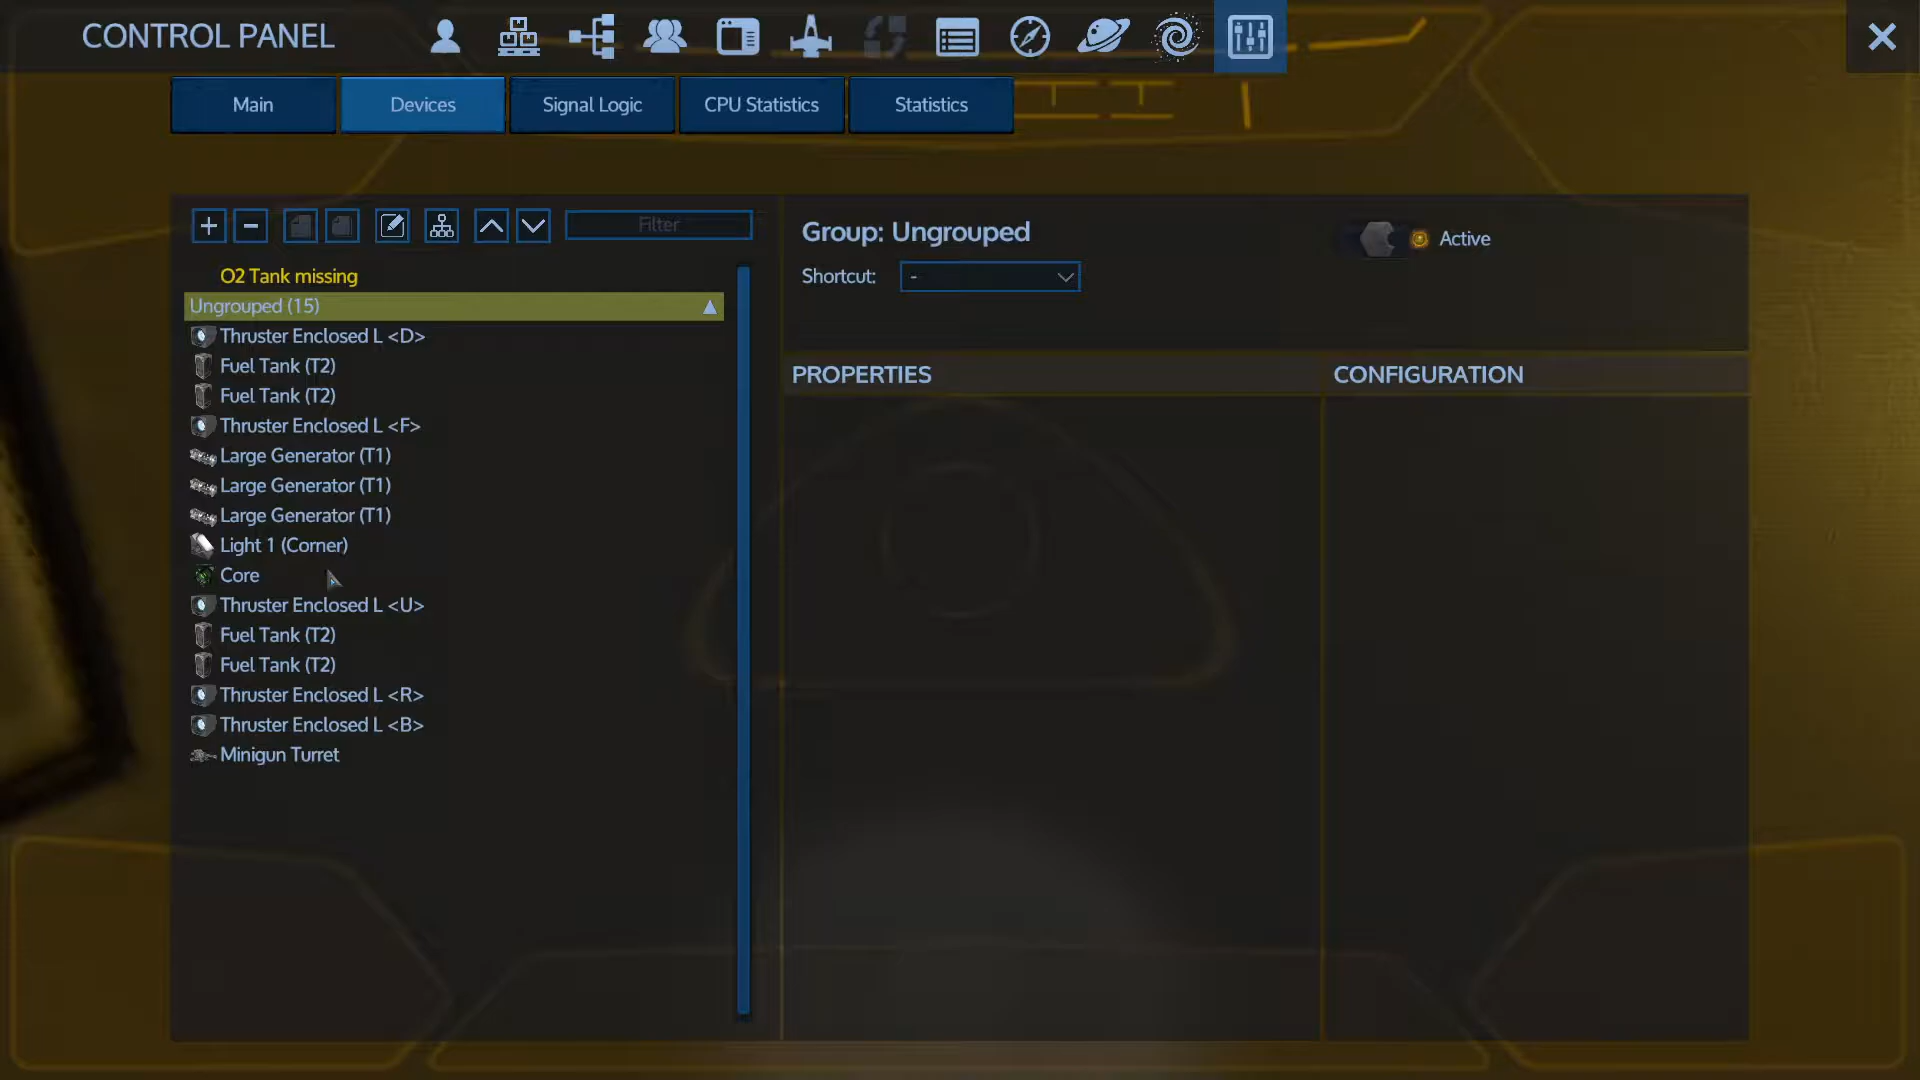 CONTROL PANEL
Main
Devices
Signal Logic
CPU Statistics
Statistics
Filter
O2 Tank missing
Ungrouped (15)
Thruster Enclosed L <D>
Fuel Tank (T2)
Fuel Tank (T2)
Thruster Enclosed L <F>
Large Generator (T1)
Large Generator (T1)
Large Generator (T1)
Light 1 (Corner)
Core
Thruster Enclosed L <U>
Fuel Tank (T2)
Fuel Tank (T2)
Thruster Enclosed L <R>
Thruster Enclosed L <B>
Minigun Turret
Group: Ungrouped
Active
Shortcut: -
PROPERTIES
CONFIGURATION